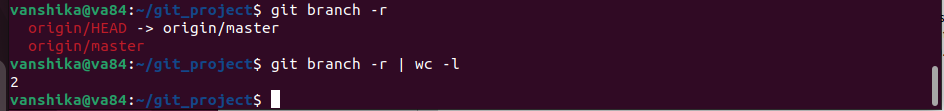 vanshika@va84:~/git_project$ git branch -r
  origin/HEAD -> origin/master
  origin/master
vanshika@va84:~/git_project$ git branch -r | wc -l
2
vanshika@va84:~/git_project$